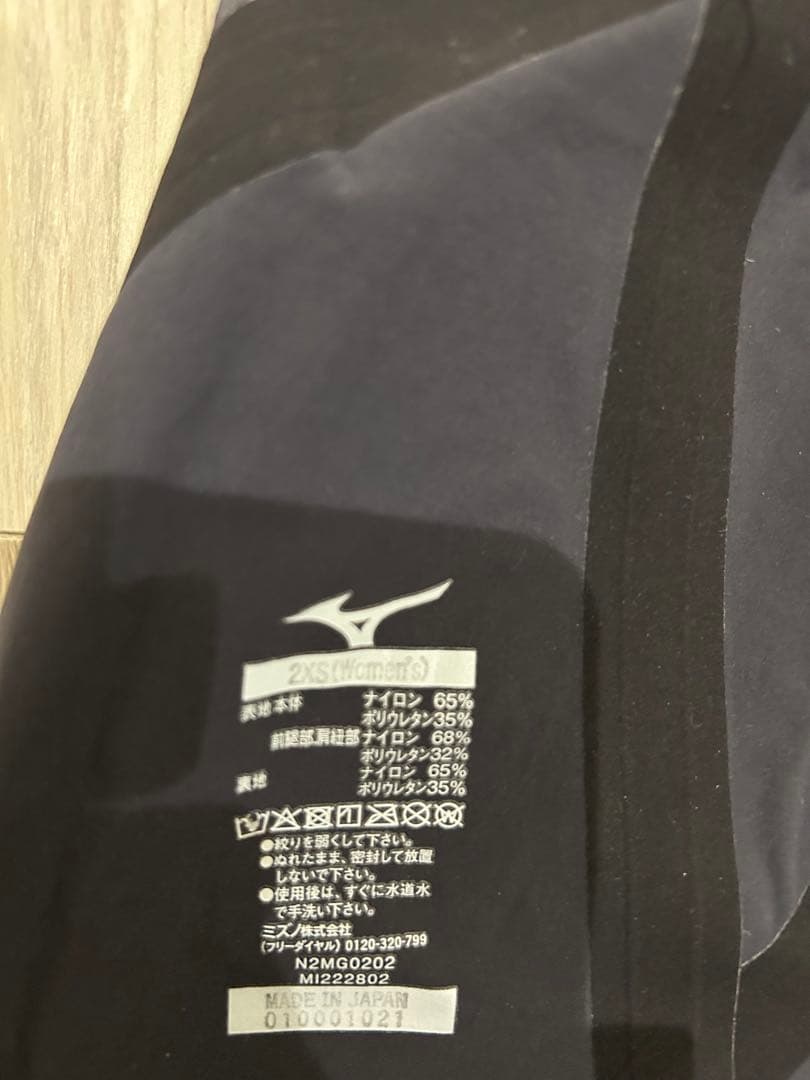 2XS(Women's)
表地 本体 ナイロン 65%
ポリウレタン35%
前腿部,肩紐部 ナイロン 68%
ポリウレタン32%
裏地 ナイロン 65%
ポリウレタン35%
●絞りを弱くして下さい。
●ぬれたまま、密封して放置
しないで下さい。
●使用後は、すぐに水道水
で手洗い下さい。
ミズノ株式会社
(フリーダイヤル) 0120-320-799
N2MG0202
MI222802
MADE IN JAPAN
010001021